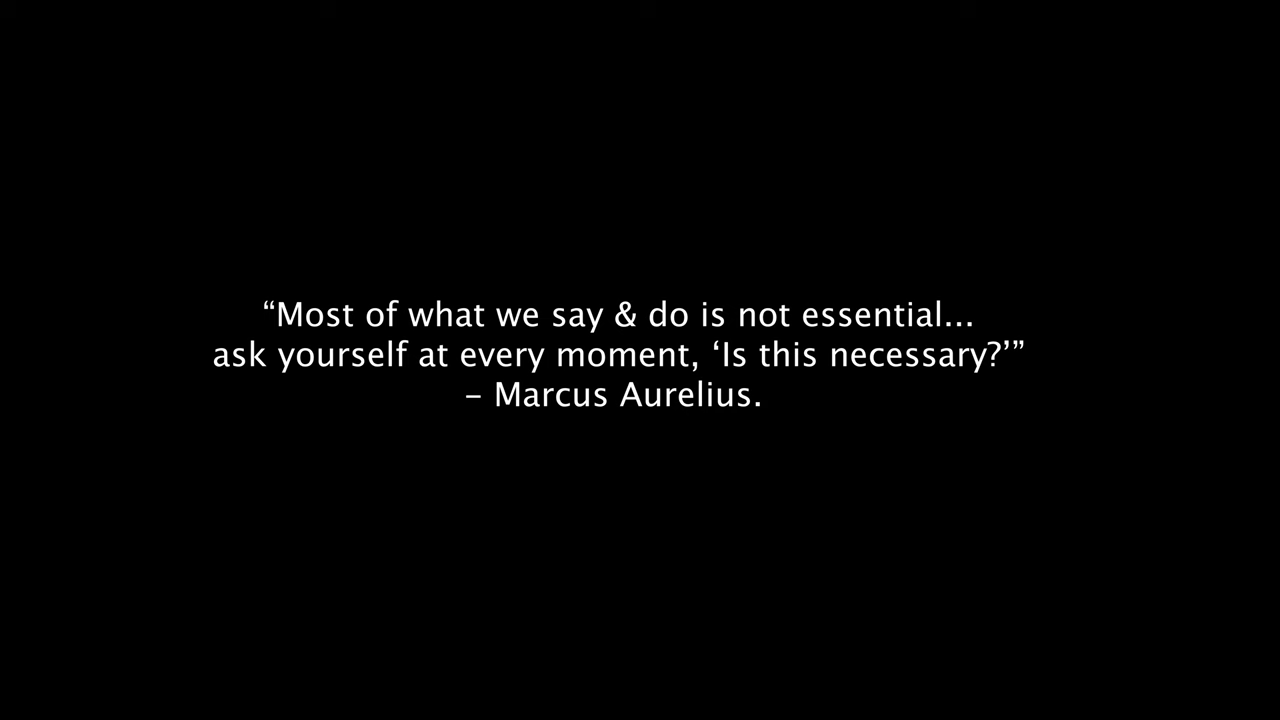 “Most of what we say & do is not essential...
ask yourself at every moment, ‘Is this necessary?’”
– Marcus Aurelius.